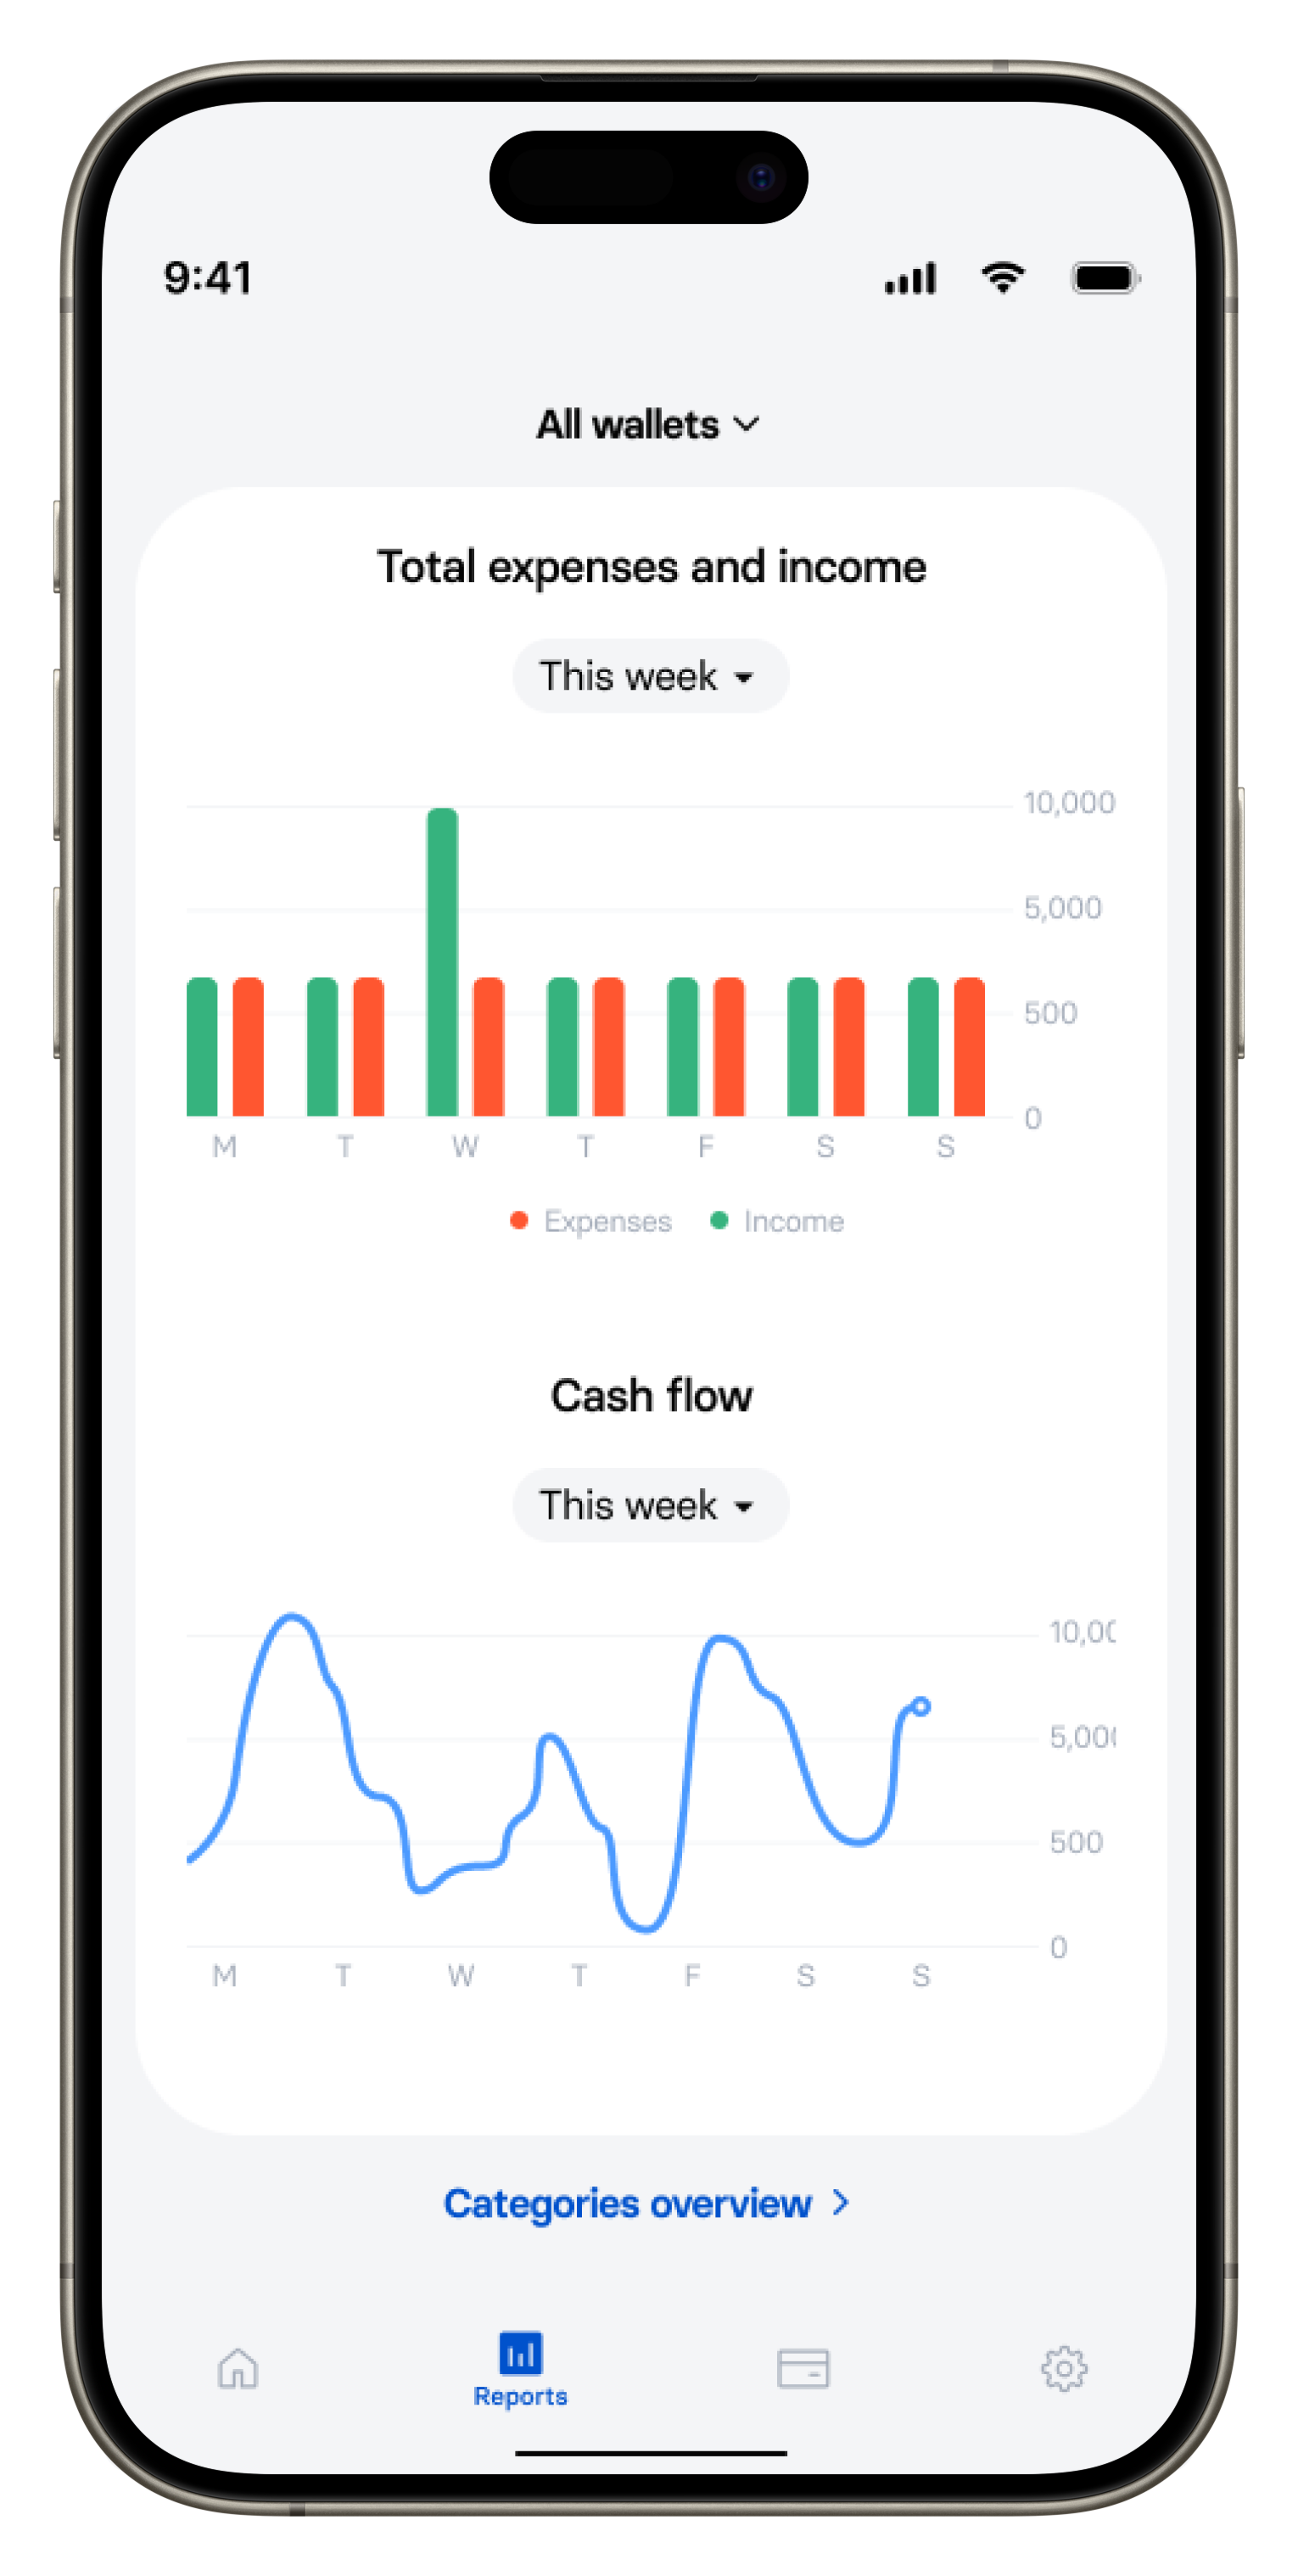 9:41
All wallets
Total expenses and income
This week
10,000
5,000
500
0
M T W T F S S
Expenses Income
Cash flow
This week
10,00
5,00
500
0
M T W T F S S
Categories overview
Reports